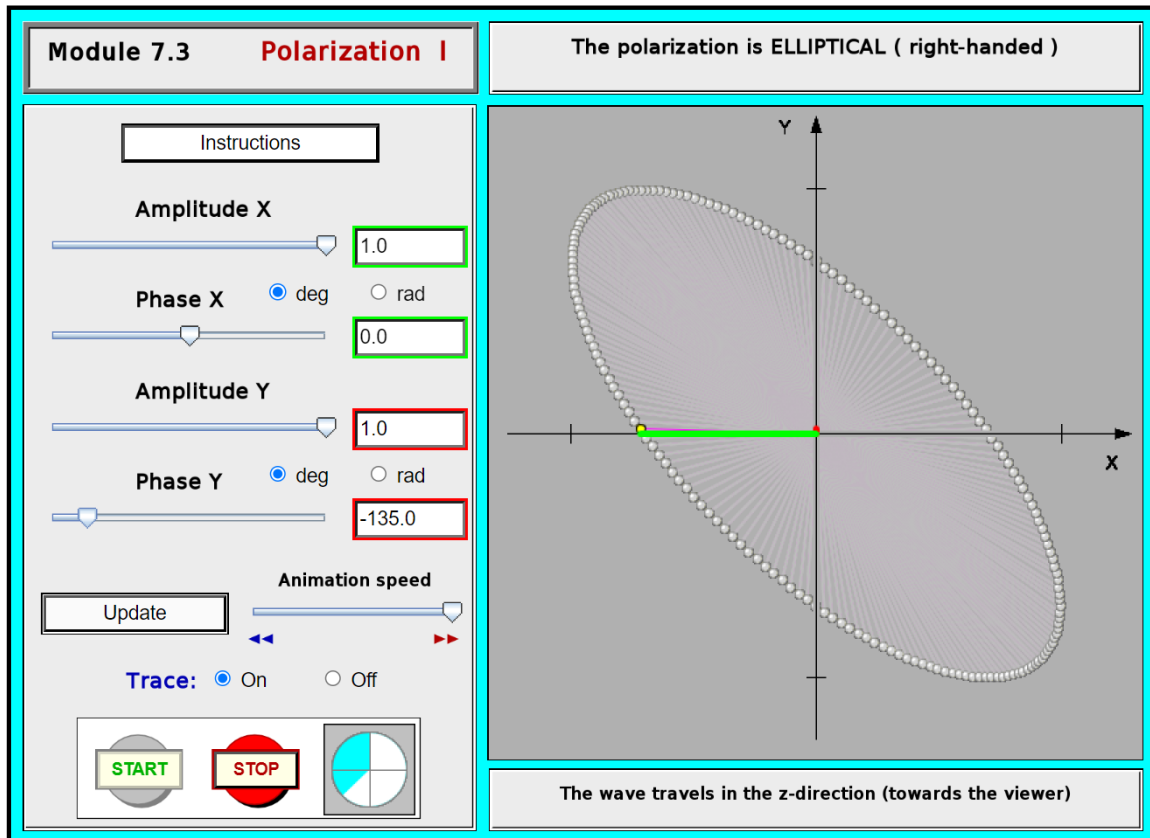 Module 7.3 Polarization I
The polarization is ELLIPTICAL ( right-handed )
Instructions
Amplitude X
1.0
Phase X deg rad
0.0
Amplitude Y
1.0
Phase Y deg rad
-135.0
Animation speed
Update
Trace: On Off
START STOP
Y
X
The wave travels in the z-direction (towards the viewer)